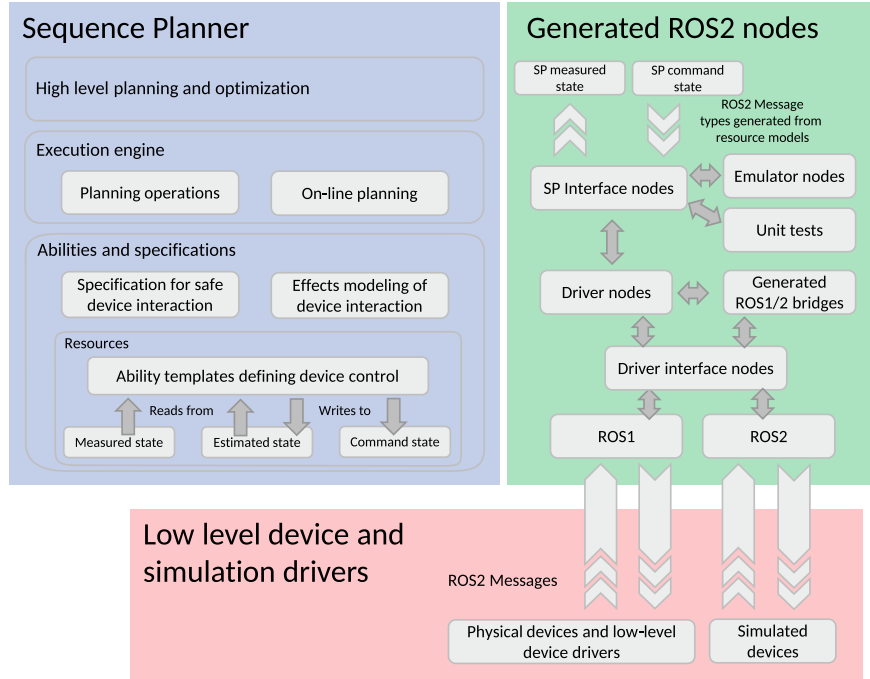 Sequence Planner
High level planning and optimization
Execution engine
Planning operations
On-line planning
Abilities and specifications
Specification for safe
device interaction
Effects modeling of
device interaction
Resources
Ability templates defining device control
Reads from
Writes to
Measured state
Estimated state
Command state
Generated ROS2 nodes
SP measured
state
SP command
state
ROS2 Message
types generated from
resource models
SP Interface nodes
Emulator nodes
Unit tests
Driver nodes
Generated
ROS1/2 bridges
Driver interface nodes
ROS1
ROS2
Low level device and
simulation drivers
ROS2 Messages
Physical devices and low-level
device drivers
Simulated
devices